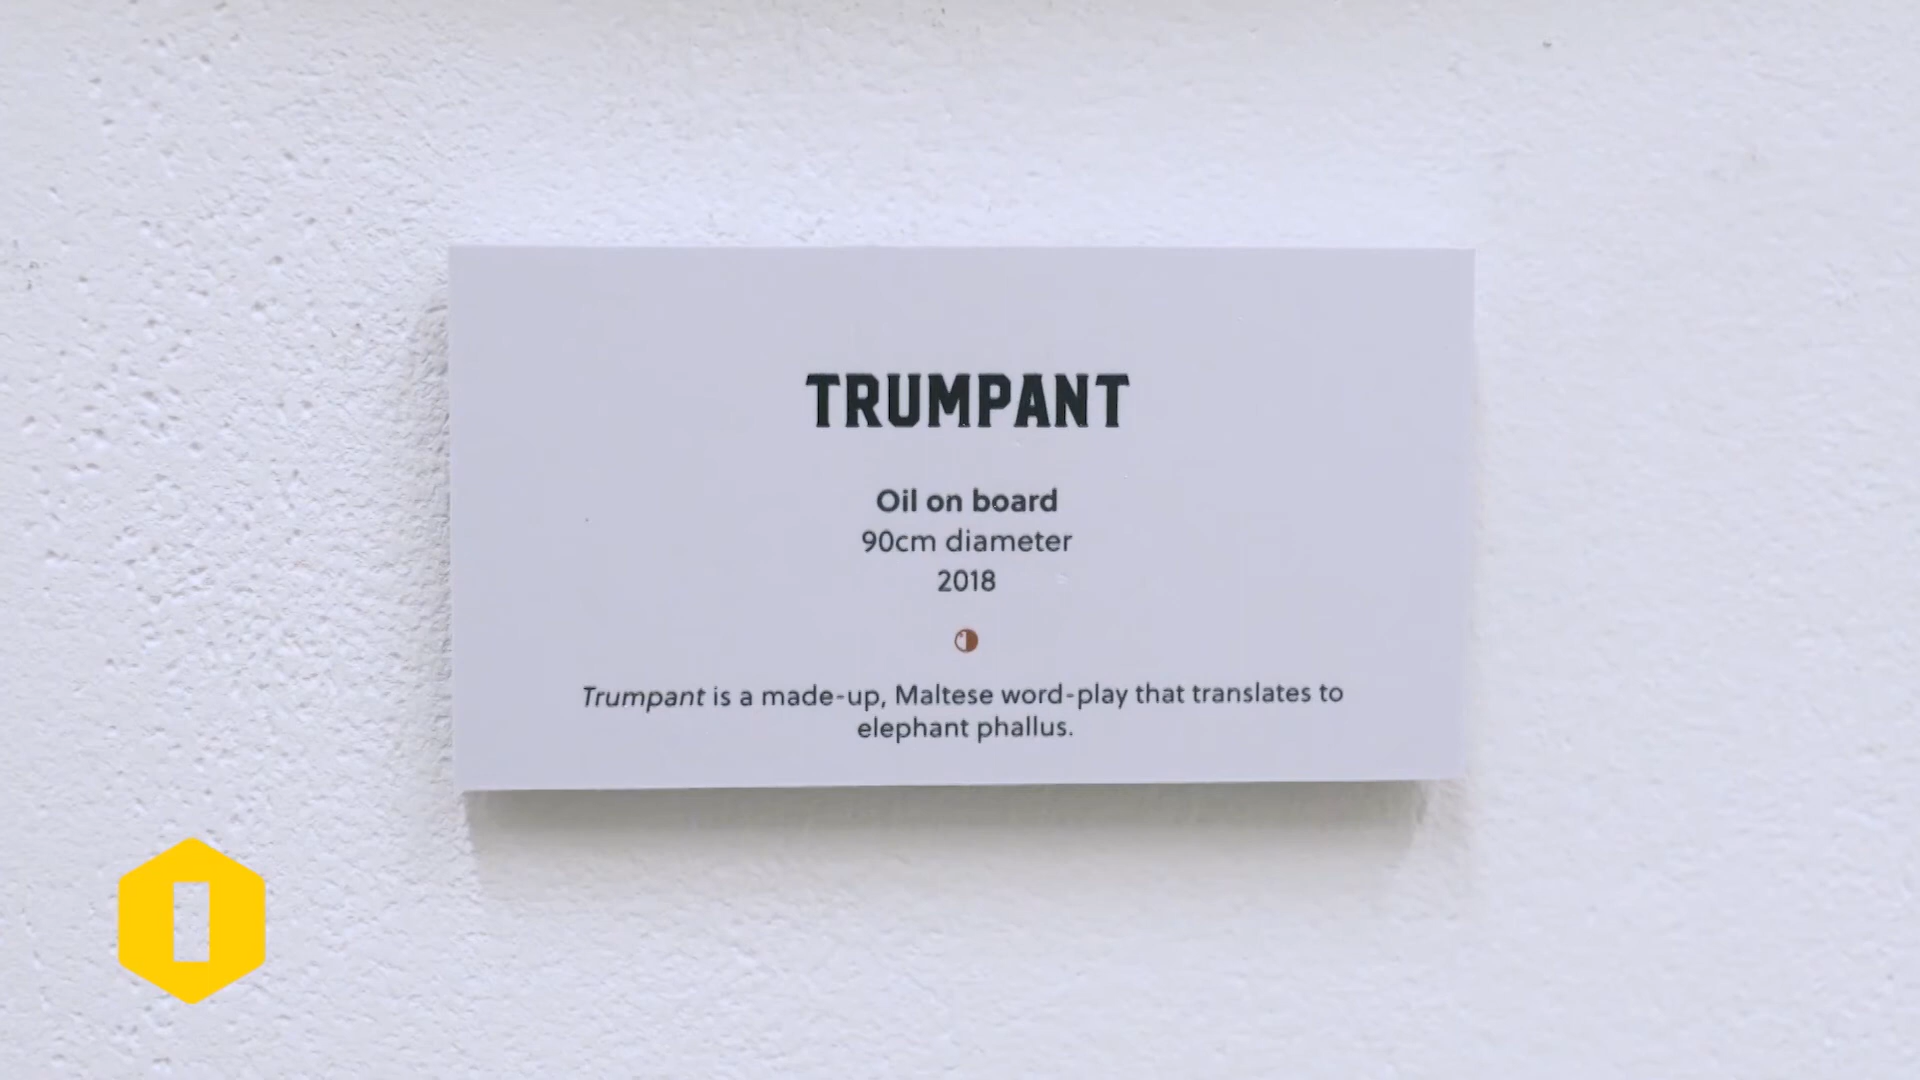 TRUMPANT
Oil on board
90cm diameter
2018
Trumpant is a made-up, Maltese word-play that translates to
elephant phallus.